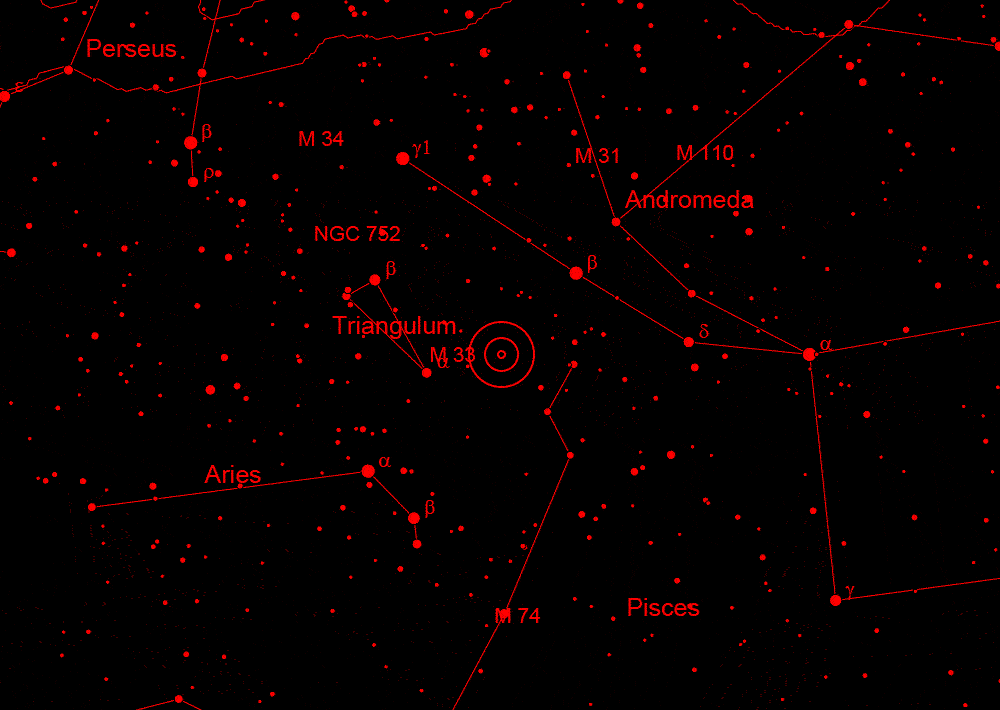 Perseus
ε
β
M 34
γ1
M 31
M 110
ρ
Andromeda
NGC 752
β
β
Triangulum
δ
α
M 33
α
Aries
α
β
γ
M 74
Pisces